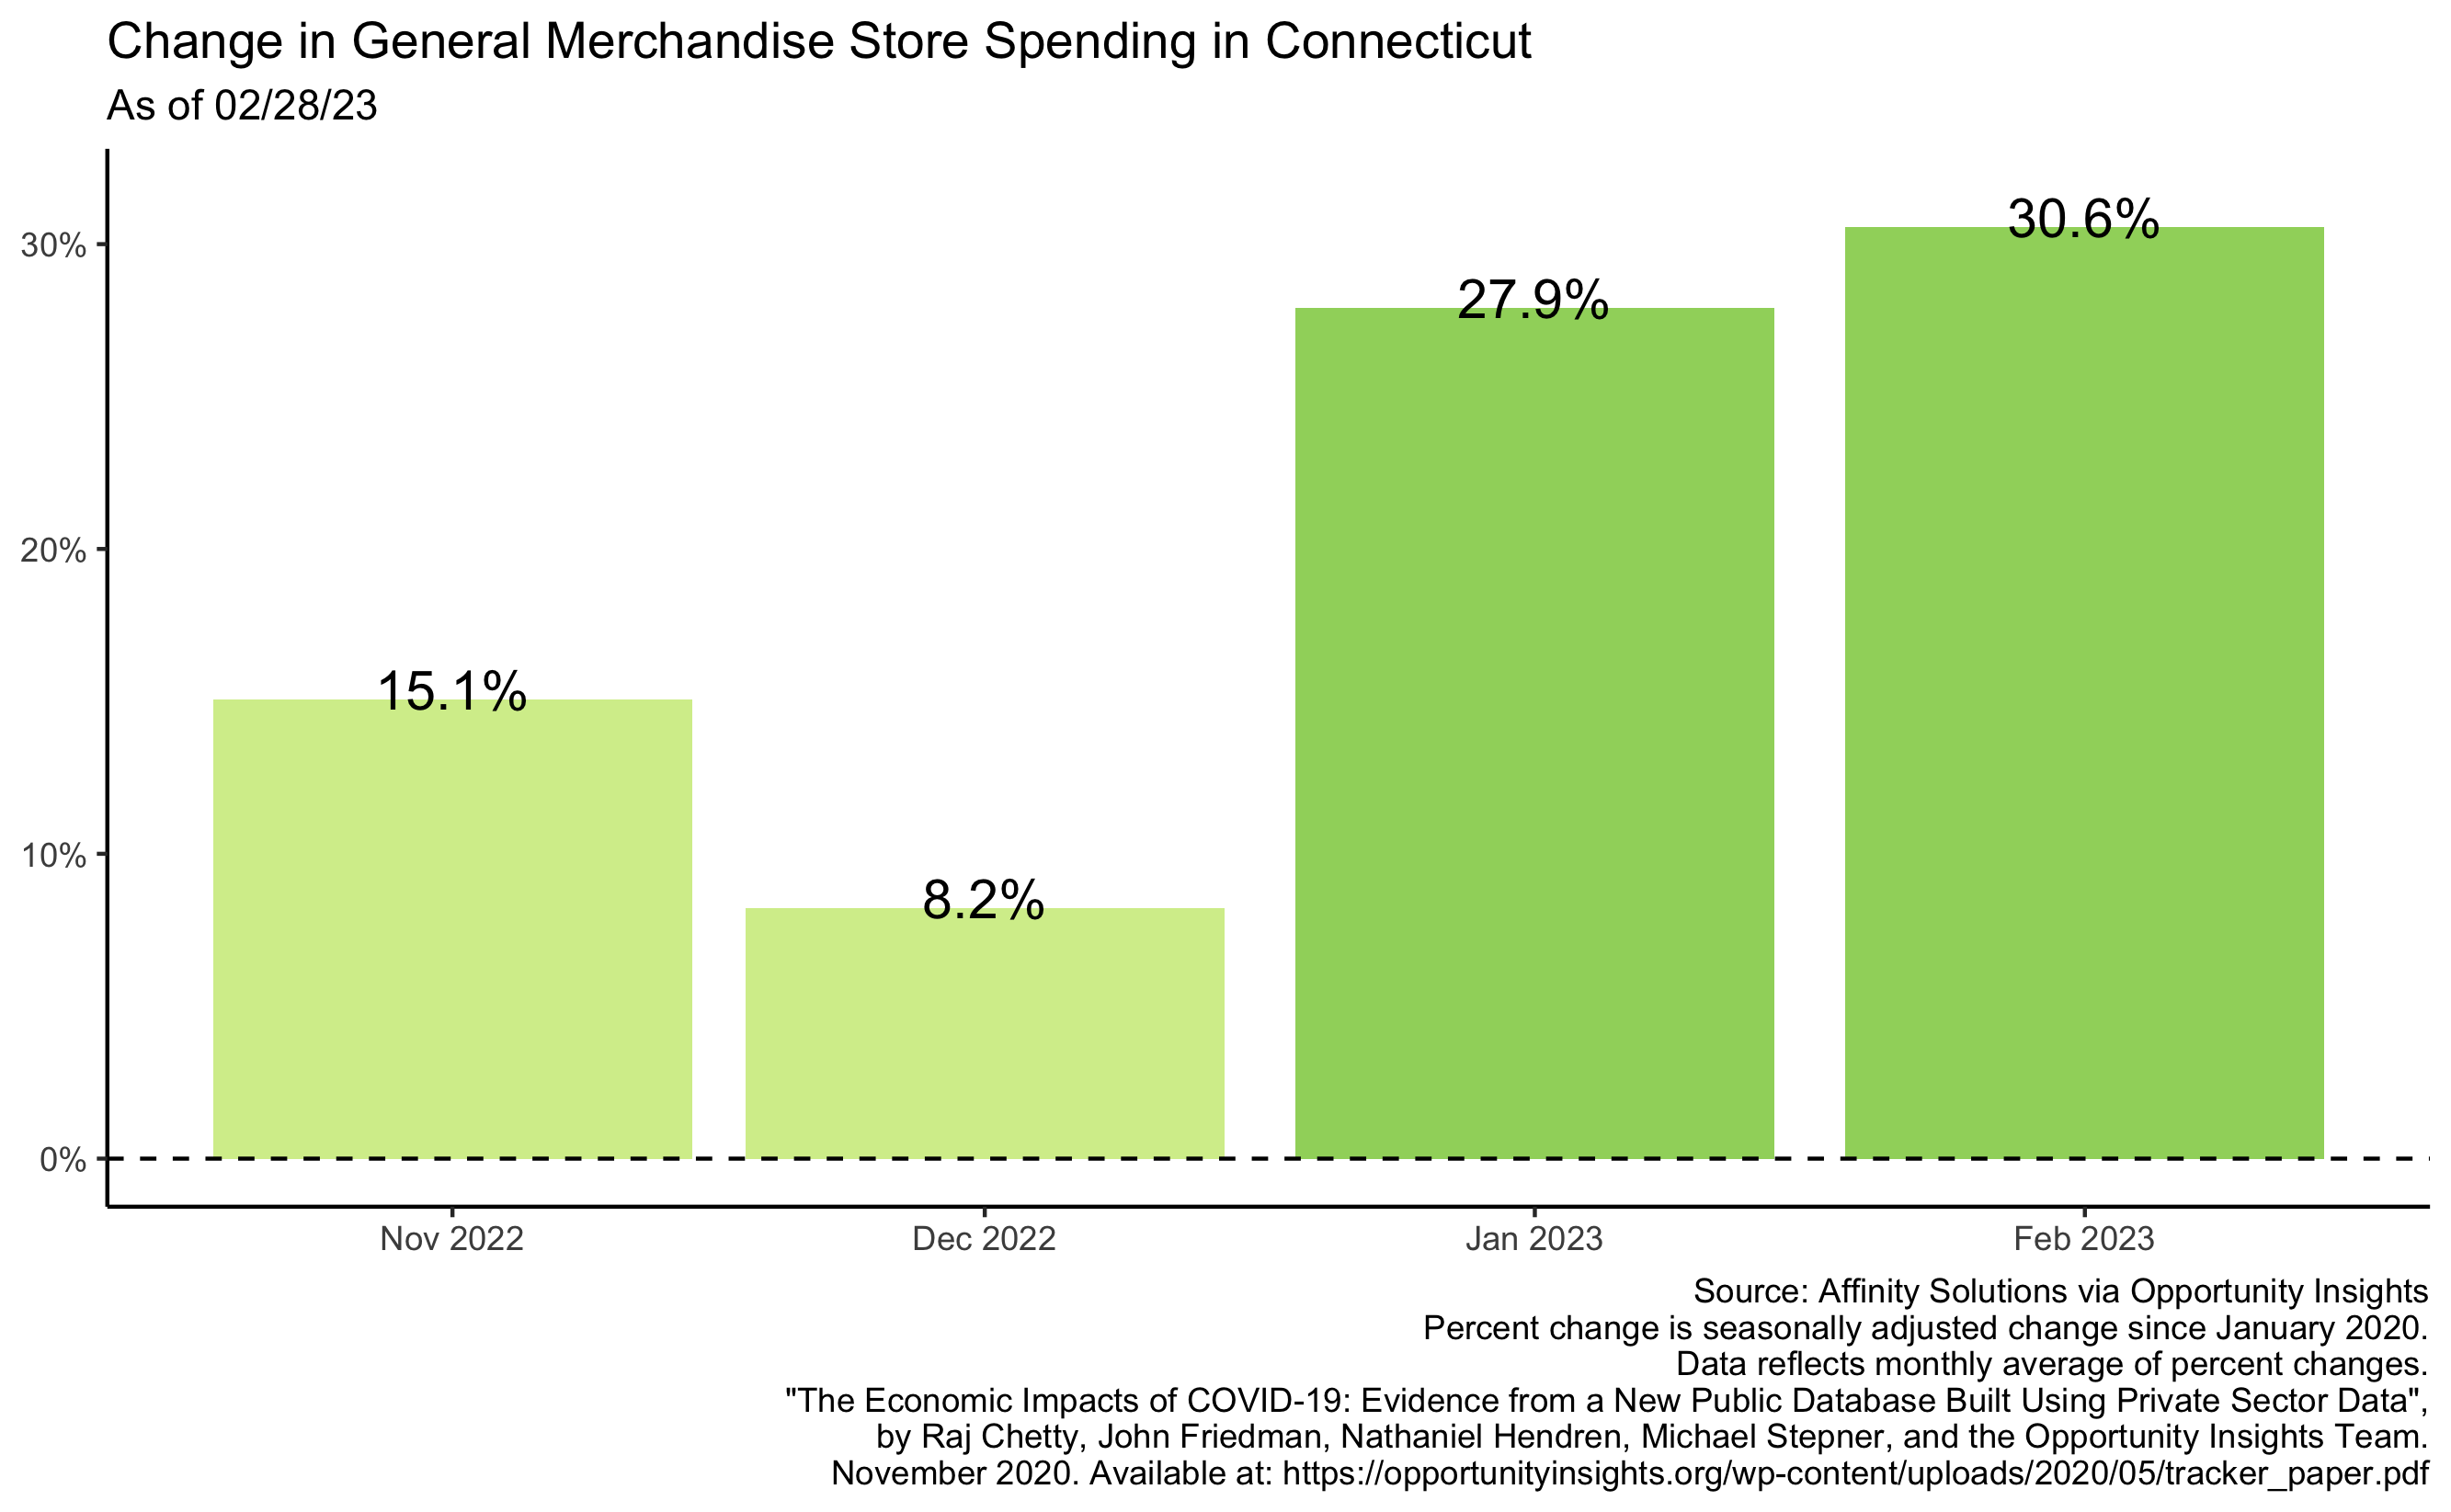 Change in General Merchandise Store Spending in Connecticut
As of 02/28/23
30%
20%
10%
0%
15.1%
8.2%
27.9%
30.6%
Nov 2022
Dec 2022
Jan 2023
Feb 2023
Source: Affinity Solutions via Opportunity Insights
Percent change is seasonally adjusted change since January 2020.
Data reflects monthly average of percent changes.
"The Economic Impacts of COVID-19: Evidence from a New Public Database Built Using Private Sector Data",
by Raj Chetty, John Friedman, Nathaniel Hendren, Michael Stepner, and the Opportunity Insights Team.
November 2020. Available at: https://opportunityinsights.org/wp-content/uploads/2020/05/tracker_paper.pdf